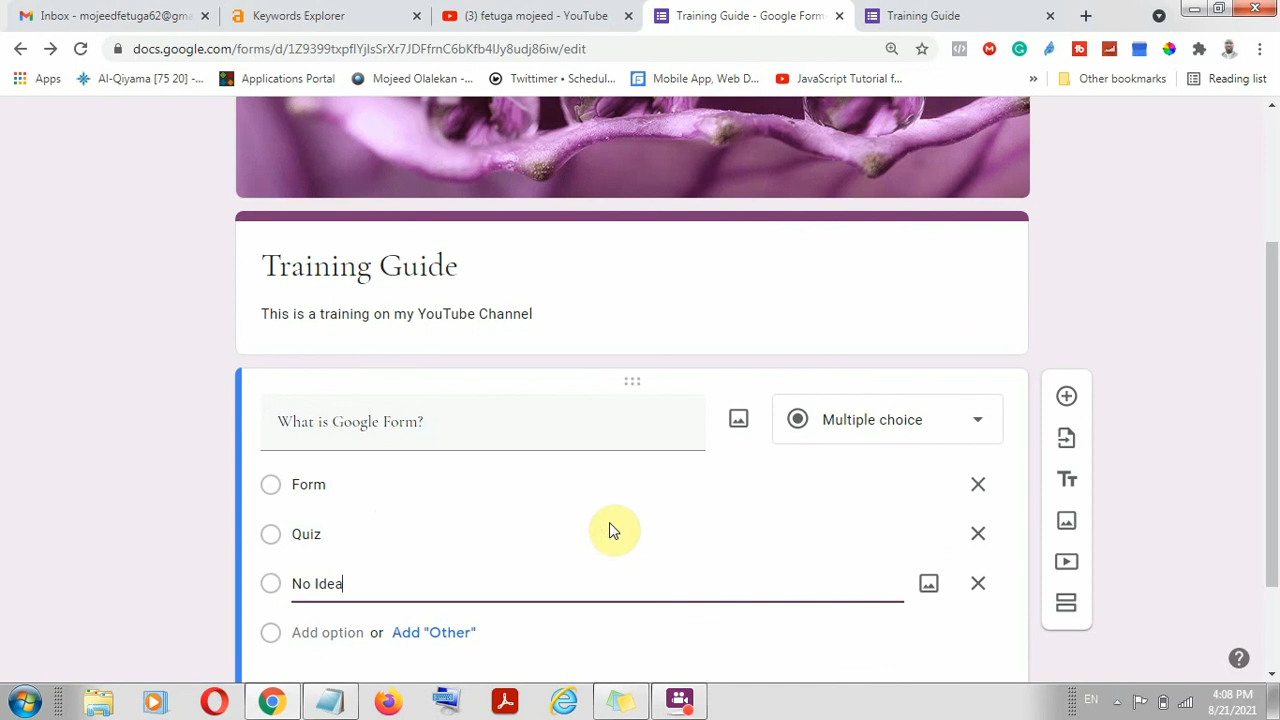 Inbox - mojeedfetuga62@gm
Keywords Explorer
(3) fetuga mojeed - YouTube
Training Guide - Google Form
Training Guide
docs.google.com/forms/d/1Z9399txpflYjIsSrXr7JDFfrnC6bKfb4lJy8udj86iw/edit
Apps
Al-Qiyama [75 20] -...
Applications Portal
Mojeed Olalekan -...
Twittimer • Schedul...
Mobile App, Web D...
JavaScript Tutorial f...
»
Other bookmarks
Reading list
Training Guide
This is a training on my YouTube Channel
What is Google Form?
Multiple choice
Form
Quiz
No Idea
Add option or Add "Other"
EN
4:08 PM
8/21/2021